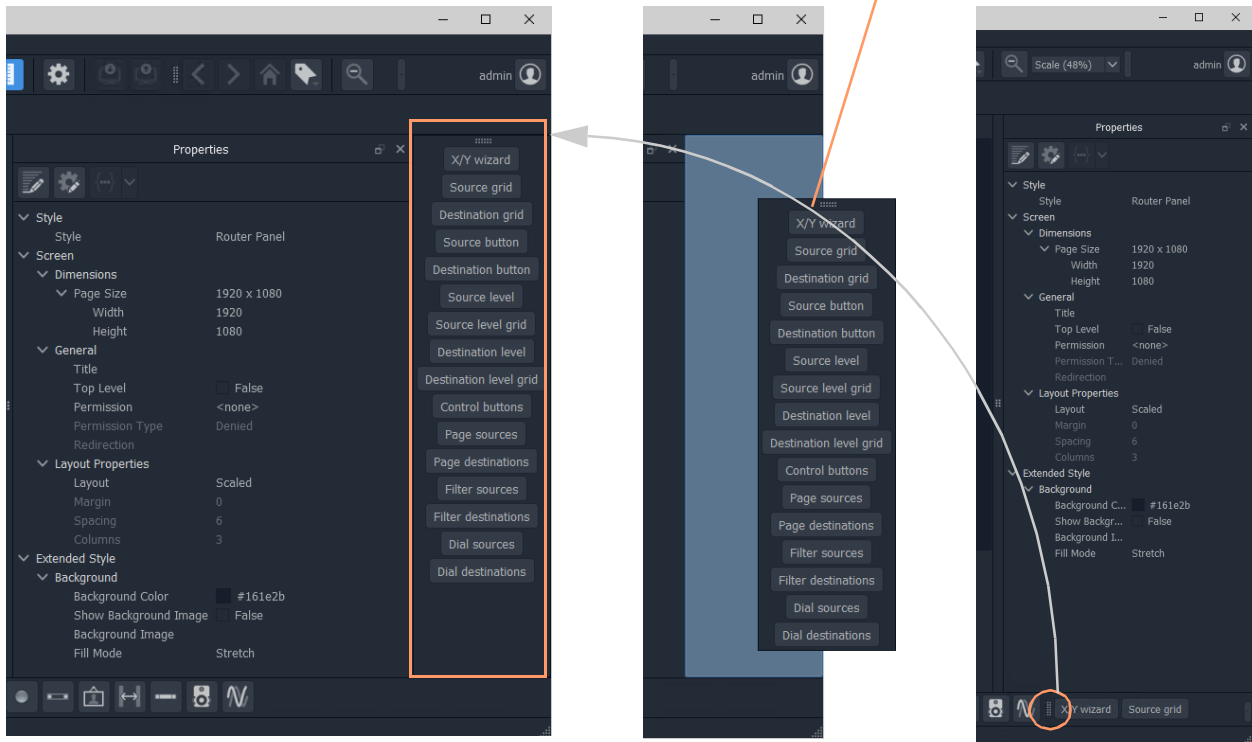 admin
Properties
Style
Style Router Panel
Screen
Dimensions
Page Size 1920 x 1080
Width 1920
Height 1080
General
Title
Top Level False
Permission <none>
Permission Type Denied
Redirection
Layout Properties
Layout Scaled
Margin 0
Spacing 6
Columns 3
Extended Style
Background
Background Color #161e2b
Show Background Image False
Background Image
Fill Mode Stretch
X/Y wizard
Source grid
Destination grid
Source button
Destination button
Source level
Source level grid
Destination level
Destination level grid
Control buttons
Page sources
Page destinations
Filter sources
Filter destinations
Dial sources
Dial destinations
admin
X/Y wizard
Source grid
Destination grid
Source button
Destination button
Source level
Source level grid
Destination level
Destination level grid
Control buttons
Page sources
Page destinations
Filter sources
Filter destinations
Dial sources
Dial destinations
Scale (48%) admin
Properties
Style
Style Router Panel
Screen
Dimensions
Page Size 1920 x 1080
Width 1920
Height 1080
General
Title
Top Level False
Permission <none>
Permission T... Denied
Redirection
Layout Properties
Layout Scaled
Margin 0
Spacing 6
Columns 3
Extended Style
Background
Background C... #161e2b
Show Backgr... False
Background I...
Fill Mode Stretch
X/Y wizard Source grid